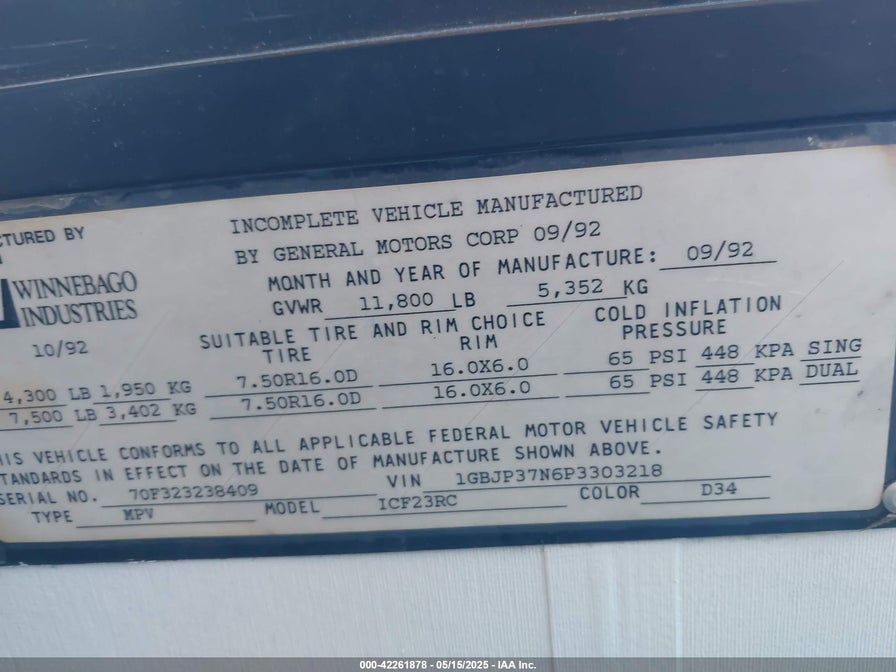 CTURED BY
INCOMPLETE VEHICLE MANUFACTURED
BY GENERAL MOTORS CORP 09/92
WINNEBAGO
INDUSTRIES
10/92
MONTH AND YEAR OF MANUFACTURE: 09/92
GVWR 11,800 LB 5,352 KG
SUITABLE TIRE AND RIM CHOICE
TIRE RIM
COLD INFLATION
PRESSURE
4,300 LB 1,950 KG 7.50R16.0D 16.0X6.0 65 PSI 448 KPA SING
7,500 LB 3,402 KG 7.50R16.0D 16.0X6.0 65 PSI 448 KPA DUAL
HIS VEHICLE CONFORMS TO ALL APPLICABLE FEDERAL MOTOR VEHICLE SAFETY
TANDARDS IN EFFECT ON THE DATE OF MANUFACTURE SHOWN ABOVE.
SERIAL NO. 70F323238409 VIN 1GBJP37N6P3303218
TYPE MPV MODEL ICF23RC COLOR D34
000-42261878 - 05/15/2025 - IAA Inc.